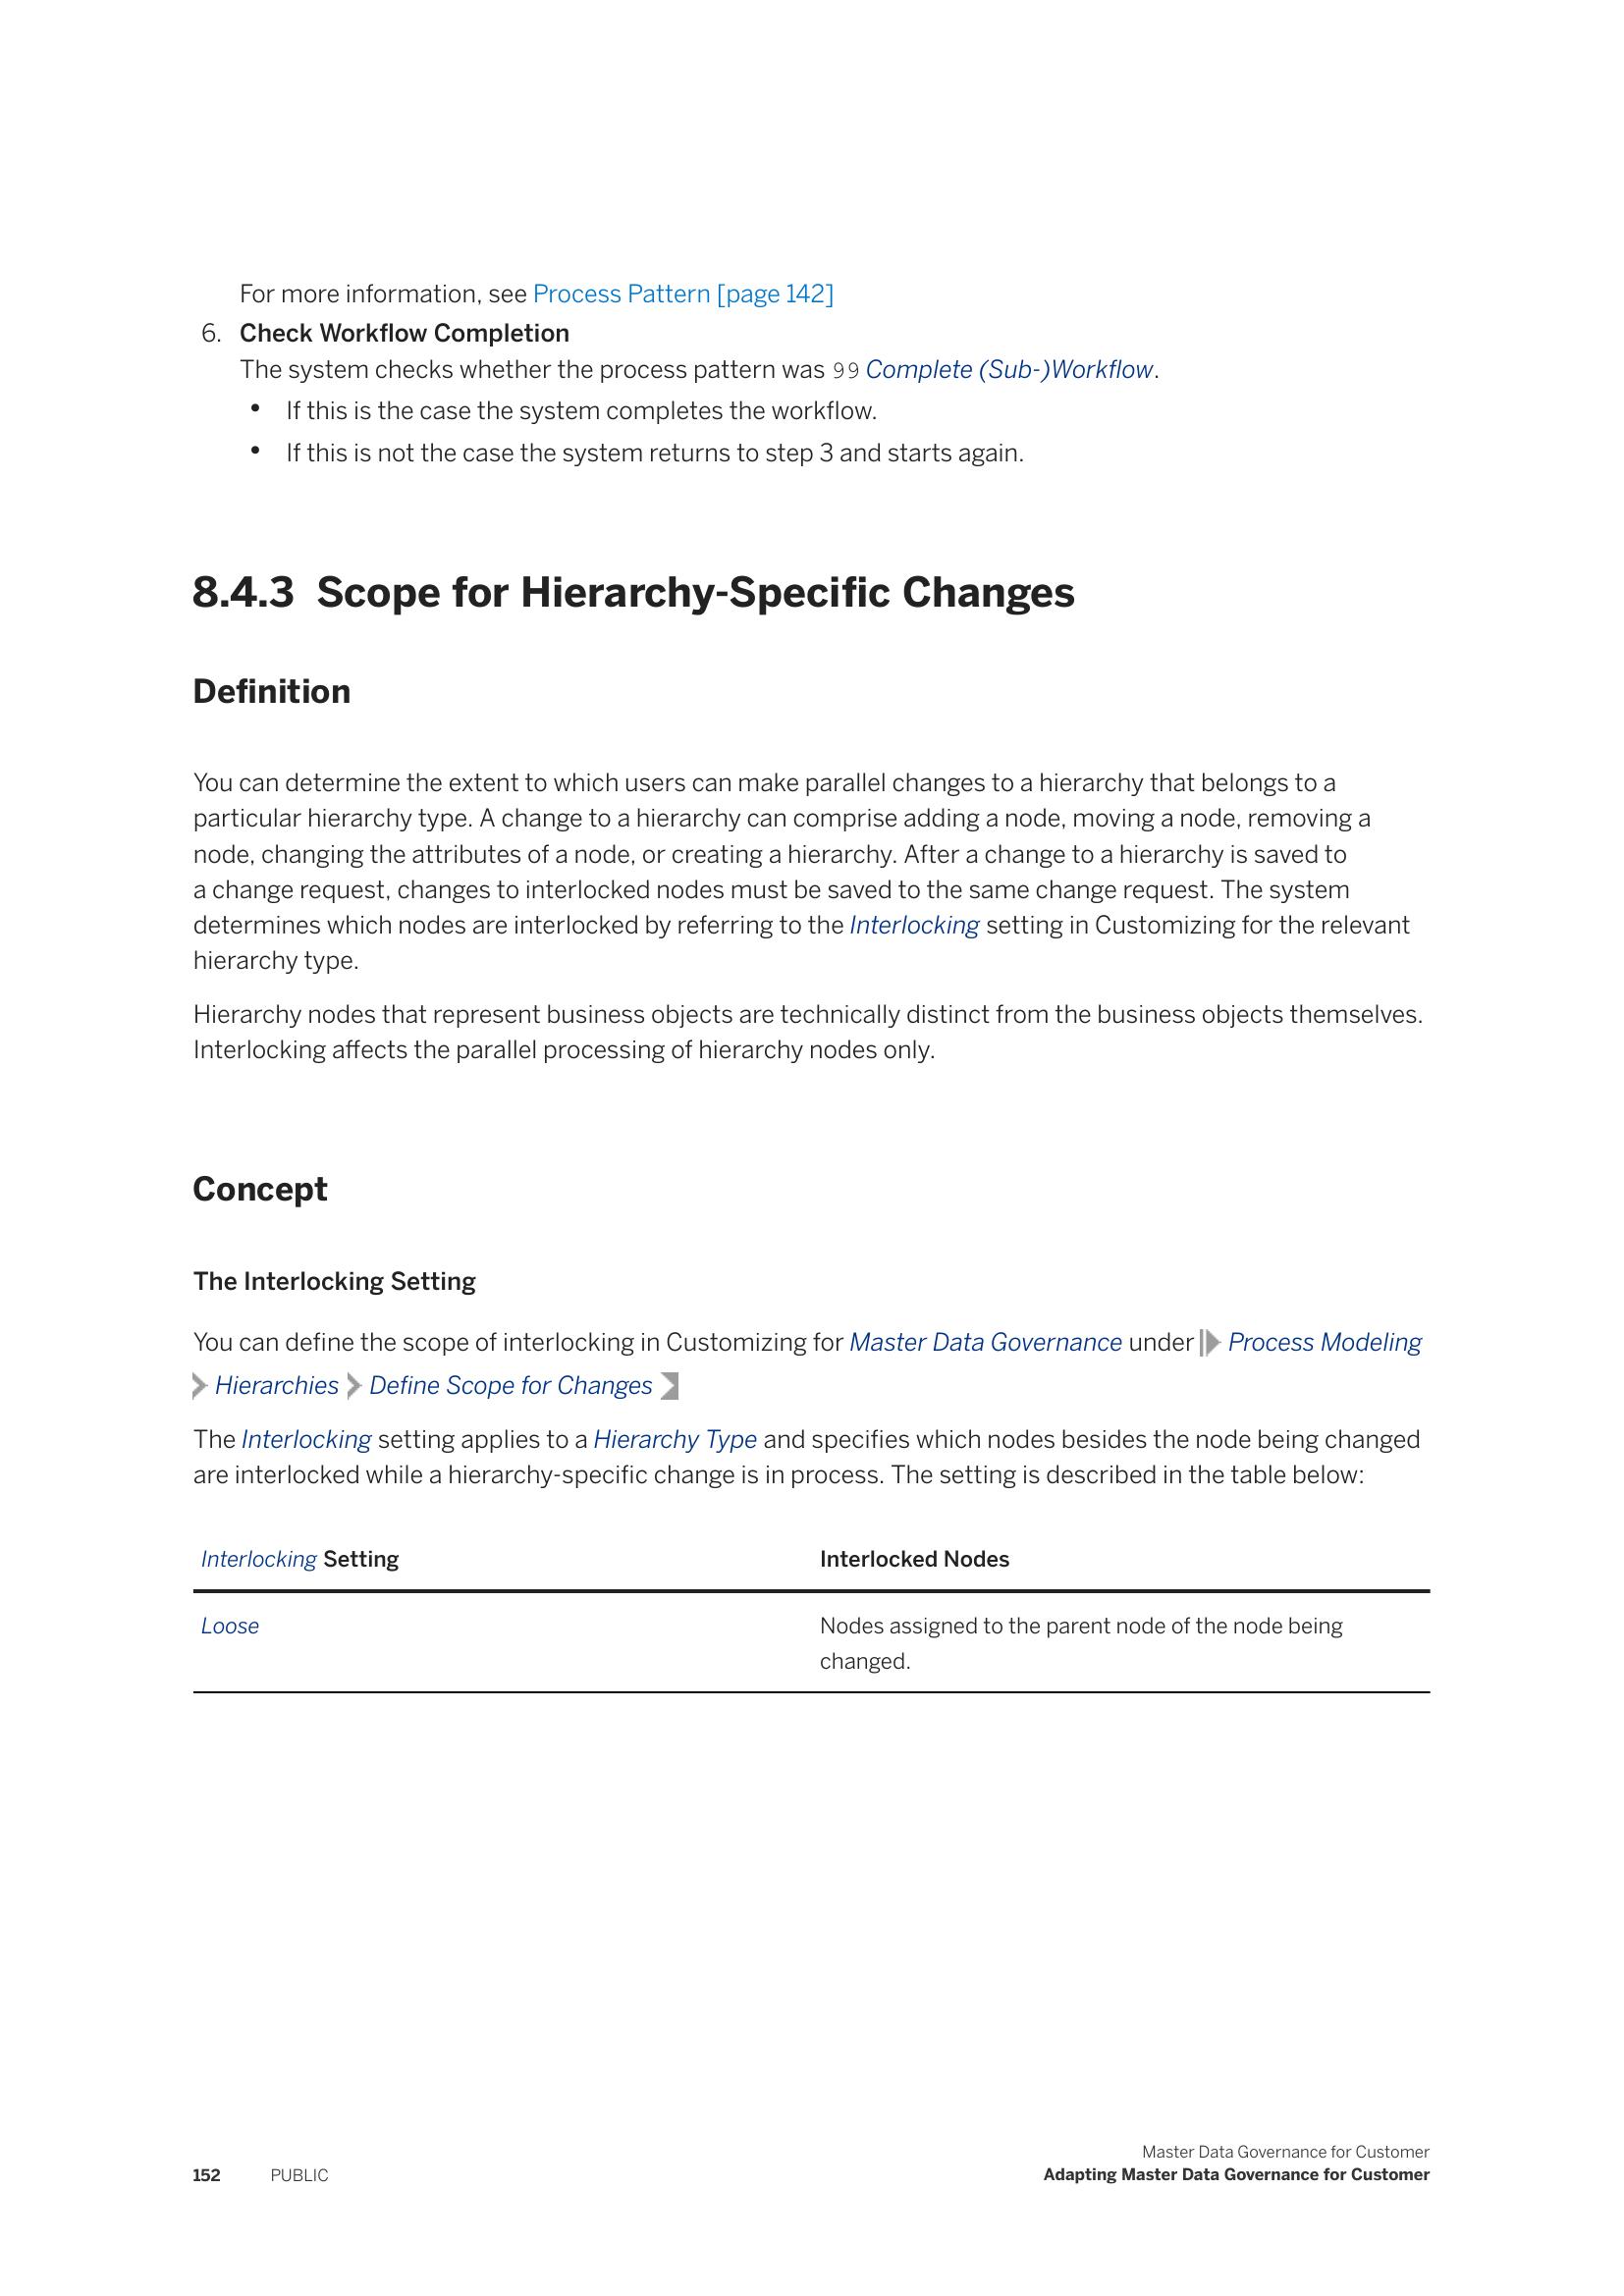 For more information, see Process Pattern [page 142]
6. Check Workflow Completion
The system checks whether the process pattern was 99 Complete (Sub-)Workflow.
• If this is the case the system completes the workflow.
• If this is not the case the system returns to step 3 and starts again.
8.4.3 Scope for Hierarchy-Specific Changes
Definition
You can determine the extent to which users can make parallel changes to a hierarchy that belongs to a
particular hierarchy type. A change to a hierarchy can comprise adding a node, moving a node, removing a
node, changing the attributes of a node, or creating a hierarchy. After a change to a hierarchy is saved to
a change request, changes to interlocked nodes must be saved to the same change request. The system
determines which nodes are interlocked by referring to the Interlocking setting in Customizing for the relevant
hierarchy type.
Hierarchy nodes that represent business objects are technically distinct from the business objects themselves.
Interlocking affects the parallel processing of hierarchy nodes only.
Concept
The Interlocking Setting
You can define the scope of interlocking in Customizing for Master Data Governance under Process Modeling
Hierarchies Define Scope for Changes
The Interlocking setting applies to a Hierarchy Type and specifies which nodes besides the node being changed
are interlocked while a hierarchy-specific change is in process. The setting is described in the table below:
Interlocking Setting Interlocked Nodes
Loose Nodes assigned to the parent node of the node being
changed.
Master Data Governance for Customer
152 PUBLIC Adapting Master Data Governance for Customer